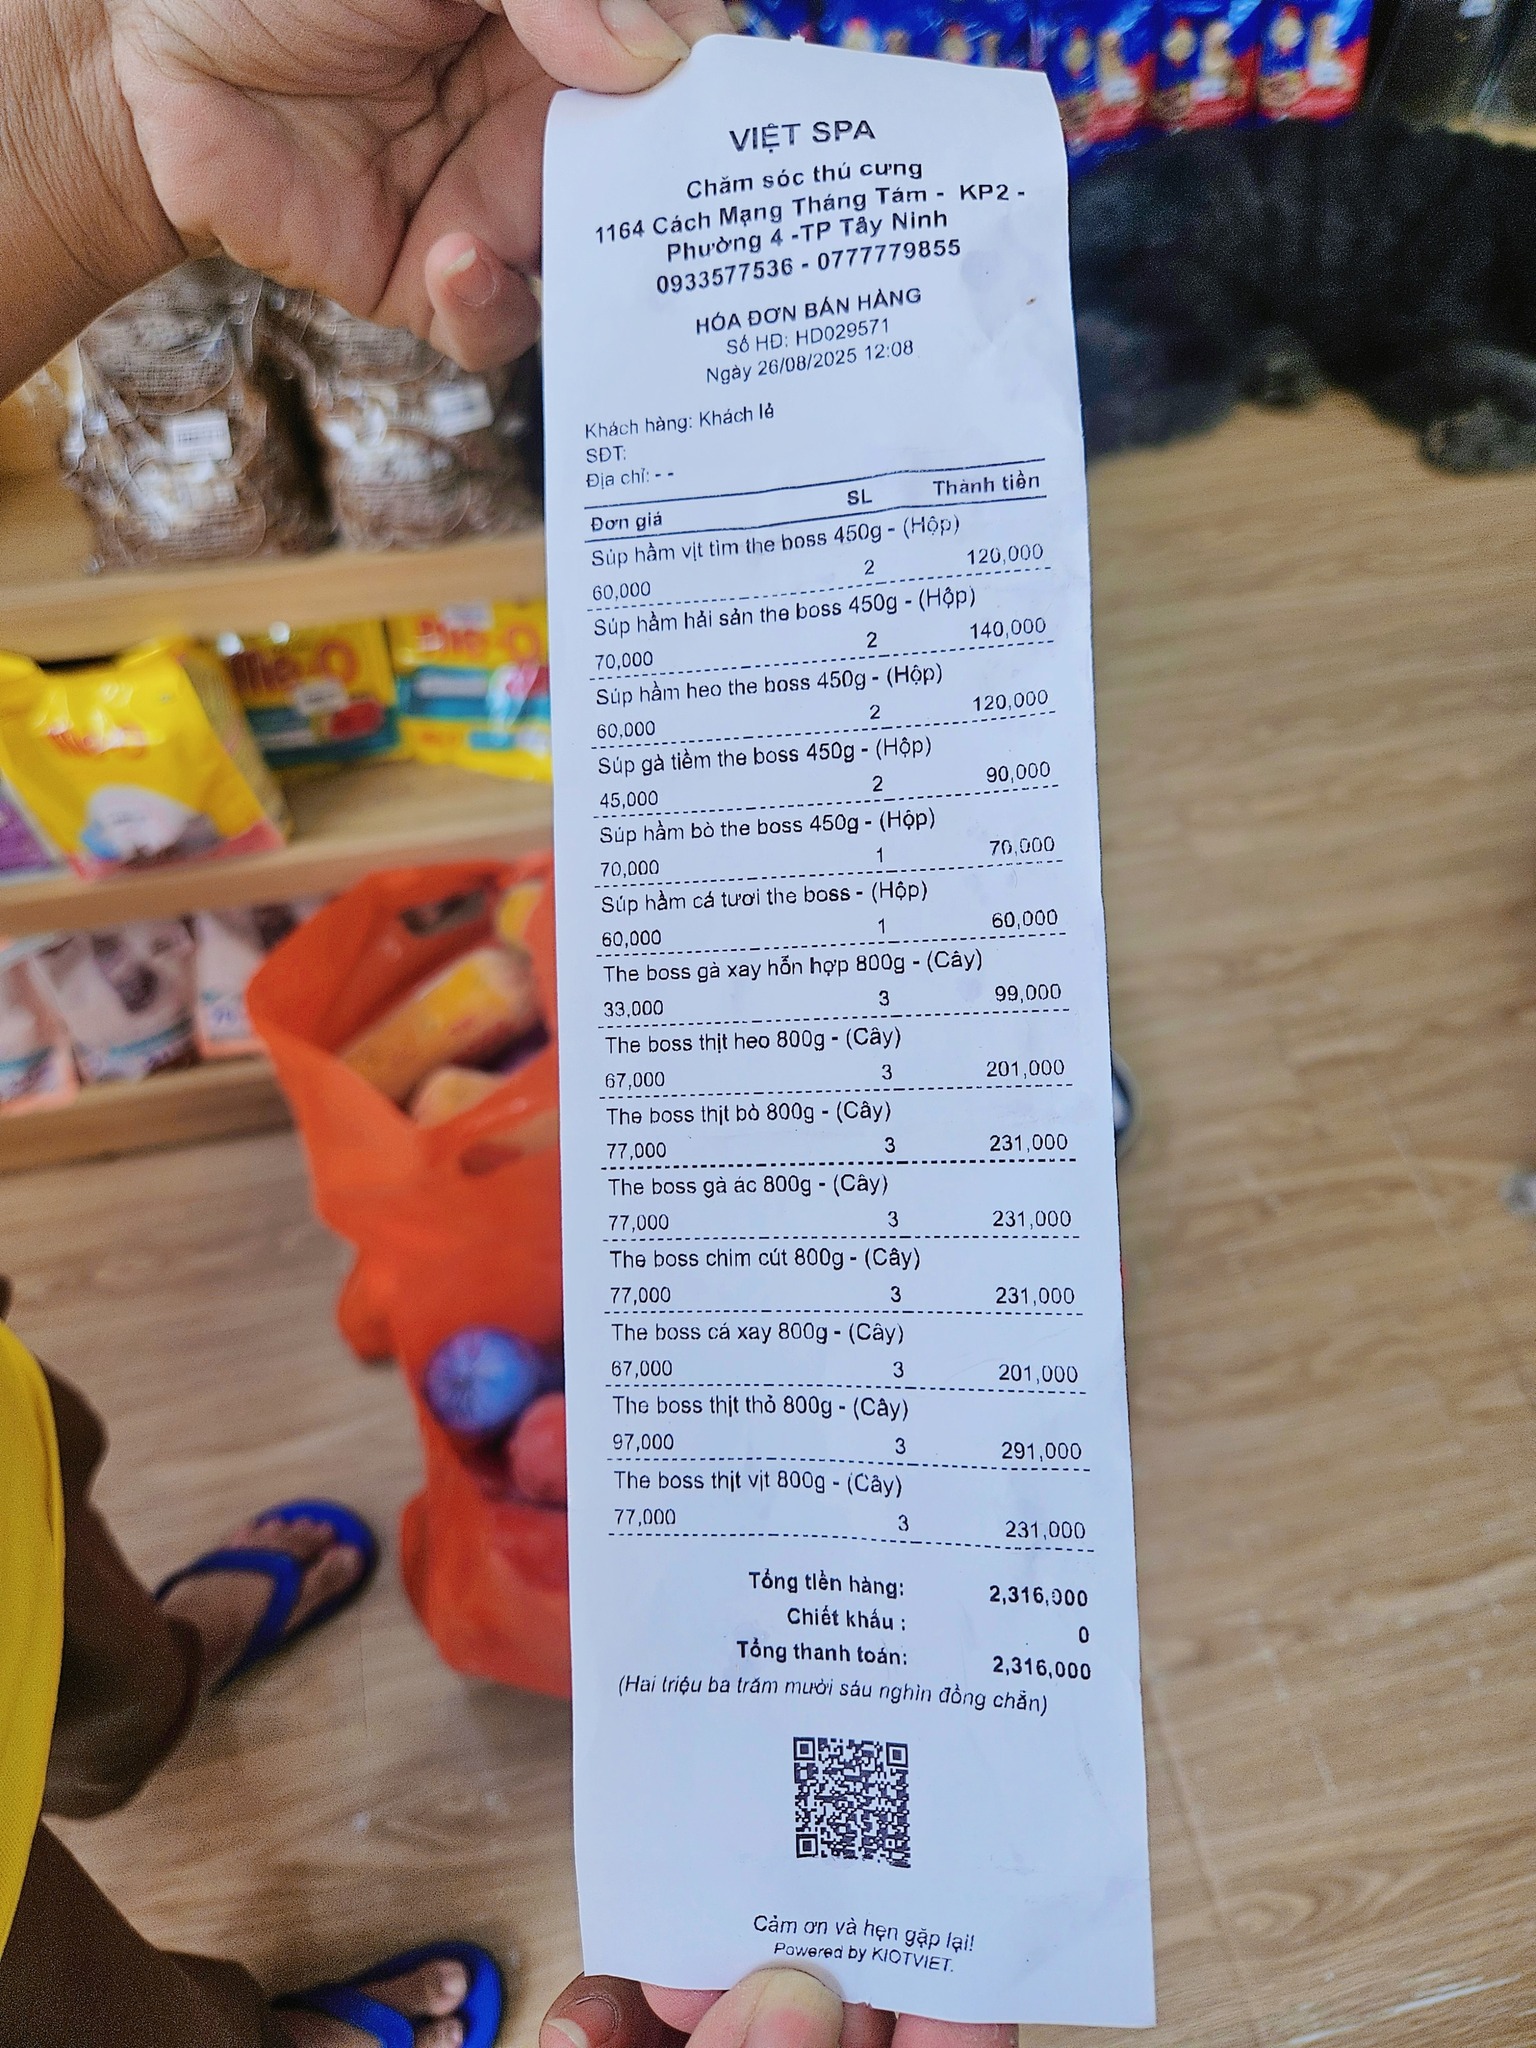 VIỆT SPA
Chăm sóc thú cưng
1164 Cách Mạng Tháng Tám - KP2 -
Phường 4 -TP Tây Ninh
0933577536 - 0777779855
HÓA ĐƠN BÁN HÀNG
Số HĐ: HD029571
Ngày 26/08/2025 12:08
Khách hàng: Khách lẻ
SĐT:
Địa chỉ: - -
Đơn giá SL Thành tiền
Súp hầm vịt tìm the boss 450g - (Hộp)
60,000 2 120,000
Súp hầm hải sản the boss 450g - (Hộp)
70,000 2 140,000
Súp hầm heo the boss 450g - (Hộp)
60,000 2 120,000
Súp gà tiềm the boss 450g - (Hộp)
45,000 2 90,000
Súp hầm bò the boss 450g - (Hộp)
70,000 1 70,000
Súp hầm cá tươi the boss - (Hộp)
60,000 1 60,000
The boss gà xay hỗn hợp 800g - (Cây)
33,000 3 99,000
The boss thịt heo 800g - (Cây)
67,000 3 201,000
The boss thịt bò 800g - (Cây)
77,000 3 231,000
The boss gà ác 800g - (Cây)
77,000 3 231,000
The boss chim cút 800g - (Cây)
77,000 3 231,000
The boss cá xay 800g - (Cây)
67,000 3 201,000
The boss thịt thỏ 800g - (Cây)
97,000 3 291,000
The boss thịt vịt 800g - (Cây)
77,000 3 231,000
Tổng tiền hàng: 2,316,000
Chiết khấu : 0
Tổng thanh toán: 2,316,000
(Hai triệu ba trăm mười sáu nghìn đồng chẵn)
Cảm ơn và hẹn gặp lại!
Powered by KIOTVIET.
Me-O
Me-O